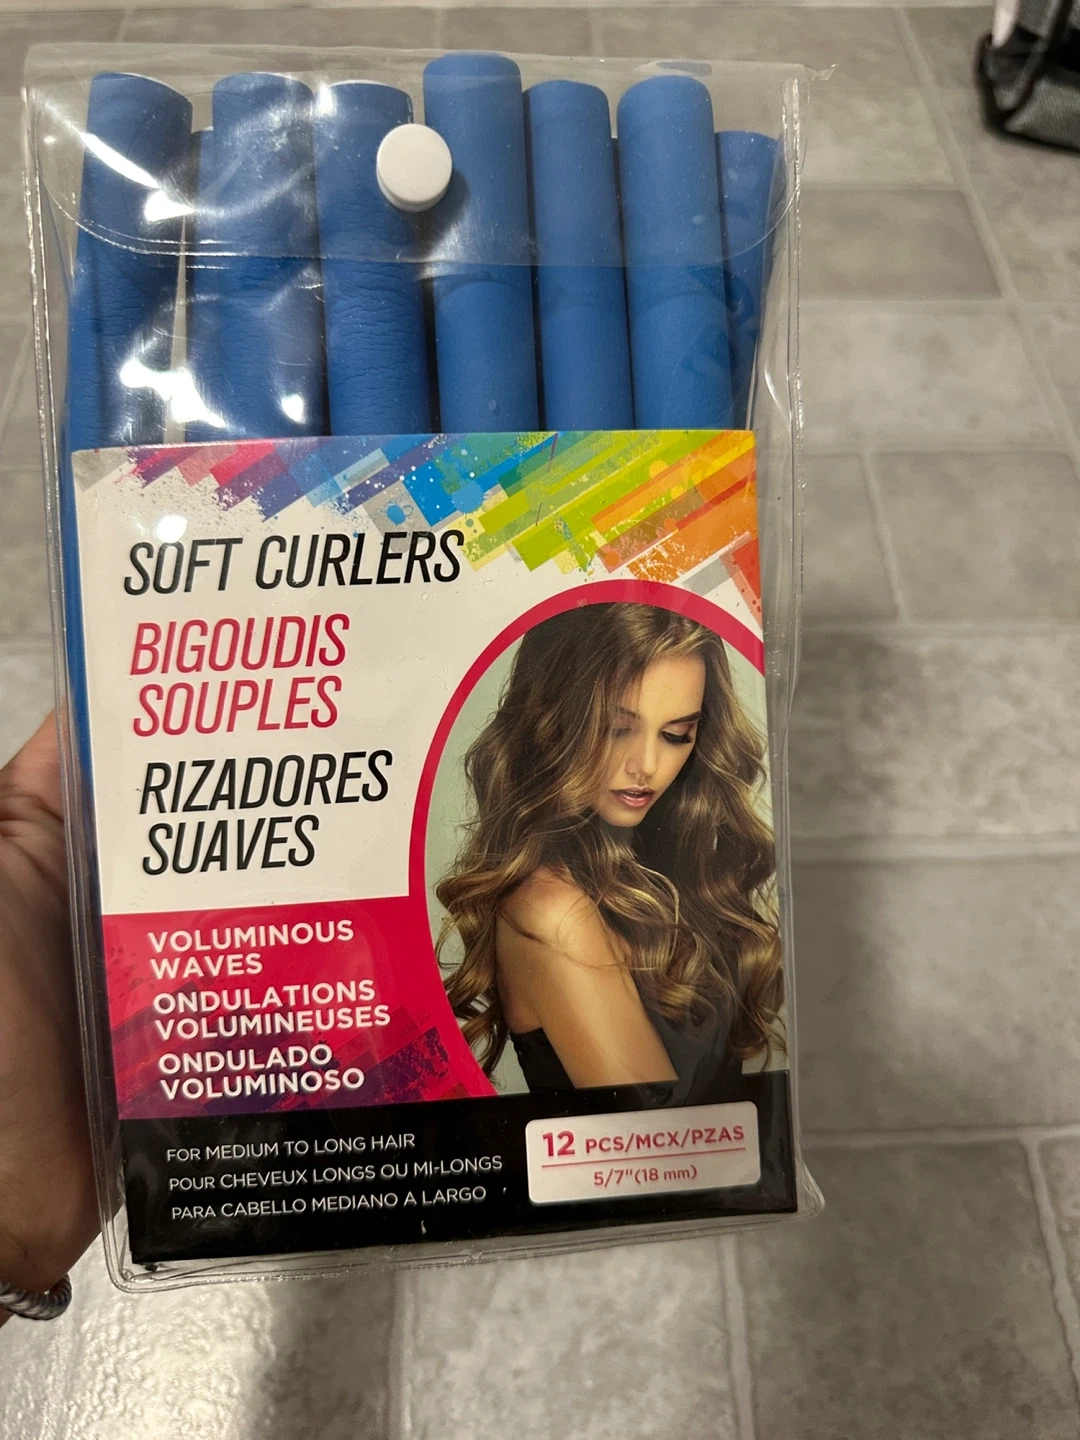 SOFT CURLERS
BIGOUDIS
SOUPLES
RIZADORES
SUAVES
VOLUMINOUS
WAVES
ONDULATIONS
VOLUMINEUSES
ONDULADO
VOLUMINOSO
FOR MEDIUM TO LONG HAIR
POUR CHEVEUX LONGS OU MI-LONGS
PARA CABELLO MEDIANO A LARGO
12 PCS/MCX/PZAS
5/7"(18 mm)